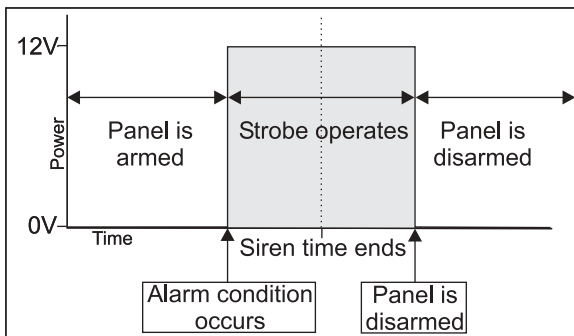 12V
Panel is
armed
Strobe operates
Panel is
disarmed
Power
0V
Time
Siren time ends
Alarm condition
occurs
Panel is
disarmed